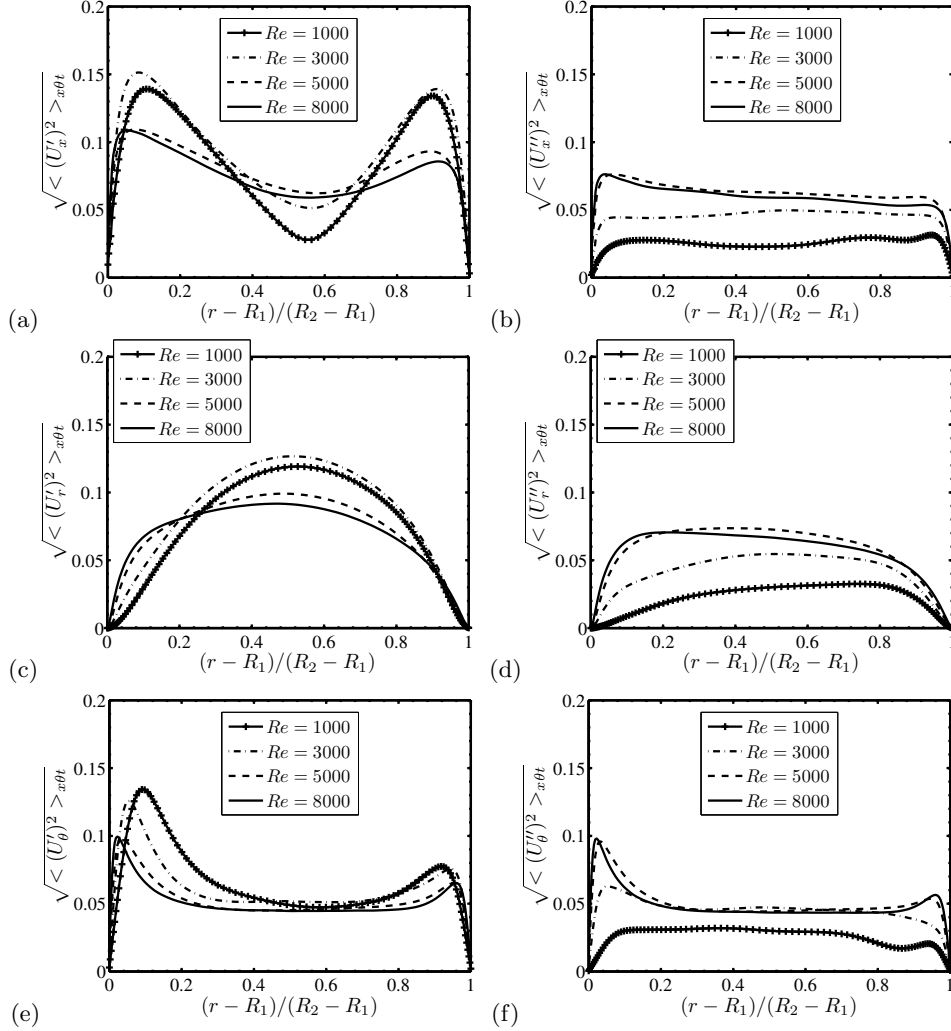 0.2
0.15
0.1
0.05
0
√< (U′x)² >xθt
Re = 1000
Re = 3000
Re = 5000
Re = 8000
0 0.2 0.4 0.6 0.8 1
(a)
(r − R1)/(R2 − R1)
0.2
0.15
0.1
0.05
0
√< (U″x)² >xθt
Re = 1000
Re = 3000
Re = 5000
Re = 8000
0 0.2 0.4 0.6 0.8 1
(b)
(r − R1)/(R2 − R1)
0.2
0.15
0.1
0.05
0
√< (U′r)² >xθt
Re = 1000
Re = 3000
Re = 5000
Re = 8000
0 0.2 0.4 0.6 0.8 1
(c)
(r − R1)/(R2 − R1)
0.2
0.15
0.1
0.05
0
√< (U″r)² >xθt
Re = 1000
Re = 3000
Re = 5000
Re = 8000
0 0.2 0.4 0.6 0.8 1
(d)
(r − R1)/(R2 − R1)
0.2
0.15
0.1
0.05
0
√< (U′θ)² >xθt
Re = 1000
Re = 3000
Re = 5000
Re = 8000
0 0.2 0.4 0.6 0.8 1
(e)
(r − R1)/(R2 − R1)
0.2
0.15
0.1
0.05
0
√< (U″θ)² >xθt
Re = 1000
Re = 3000
Re = 5000
Re = 8000
0 0.2 0.4 0.6 0.8 1
(f)
(r − R1)/(R2 − R1)